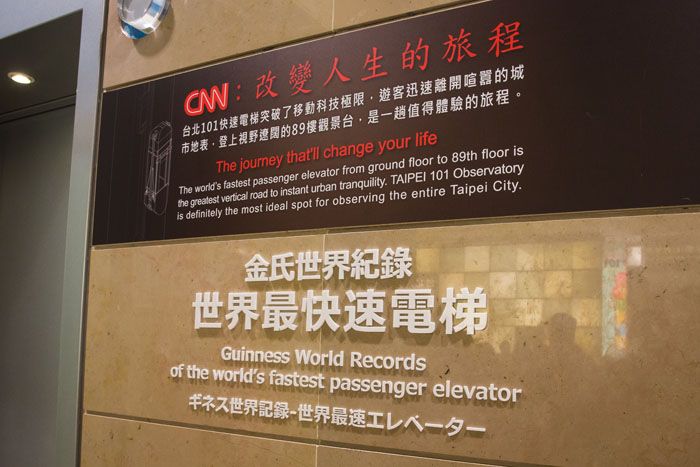 CNN：改變人生的旅程
台北101快速電梯突破了移動科技極限，遊客迅速離開喧囂的城
市地表，登上視野遼闊的89樓觀景台，是一趟值得體驗的旅程。
The journey that'll change your life
The world's fastest passenger elevator from ground floor to 89th floor is
the greatest vertical road to instant urban tranquility. TAIPEI 101 Observatory
is definitely the most ideal spot for observing the entire Taipei City.
金氏世界紀錄
世界最快速電梯
Guinness World Records
of the world's fastest passenger elevator
ギネス世界記録-世界最速エレベーター